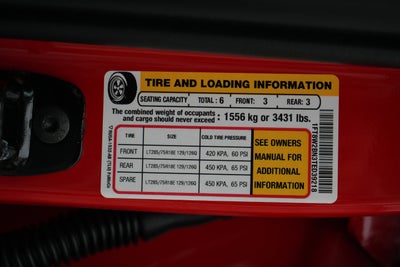 TIRE AND LOADING INFORMATION
SEATING CAPACITY TOTAL: 6 FRONT: 3 REAR: 3
The combined weight of occupants
and cargo should never exceed : 1556 kg or 3431 lbs.
TIRE SIZE COLD TIRE PRESSURE
FRONT LT285/75R18E 129/126Q 420 KPA, 60 PSI
REAR LT285/75R18E 129/126Q 450 KPA, 65 PSI
SPARE LT285/75R18E 129/126Q 450 KPA, 65 PSI
SEE OWNERS
MANUAL FOR
ADDITIONAL
INFORMATION